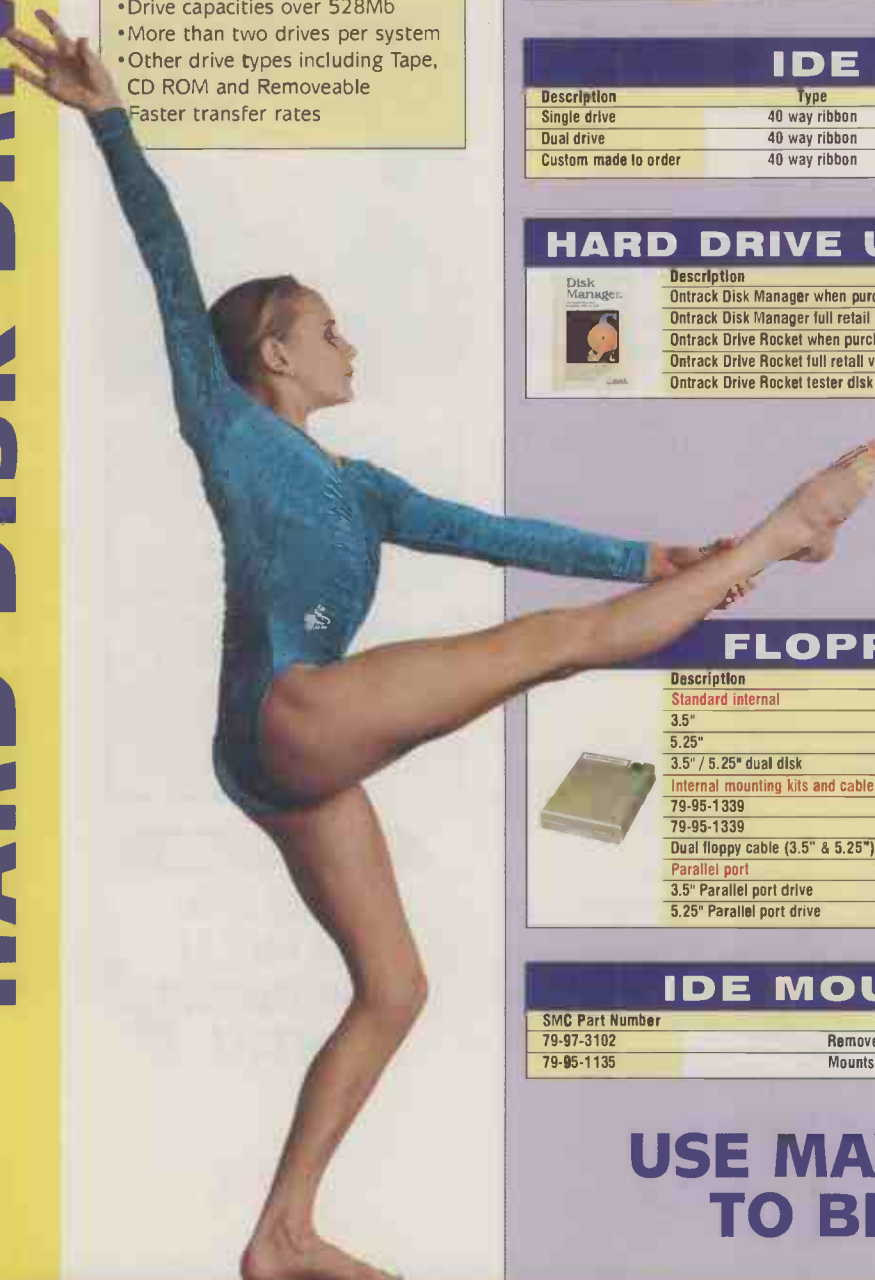 HARD DISK DRI
•Drive capacities over 528Mb
•More than two drives per system
•Other drive types including Tape,
CD ROM and Removeable
Faster transfer rates
IDE
Description Type
Single drive 40 way ribbon
Dual drive 40 way ribbon
Custom made to order 40 way ribbon
HARD DRIVE
Disk
Manager
Description
Ontrack Disk Manager when purc
Ontrack Disk Manager full retail
Ontrack Drive Rocket when purch
Ontrack Drive Rocket full retail v
Ontrack Drive Rocket tester disk
FLOPP
Description
Standard internal
3.5"
5.25"
3.5" / 5.25" dual disk
Internal mounting kits and cable
79-95-1339
79-95-1339
Dual floppy cable (3.5" & 5.25")
Parallel port
3.5" Parallel port drive
5.25" Parallel port drive
IDE MOU
SMC Part Number
79-97-3102 Remove
79-95-1135 Mounts
USE MA
TO B